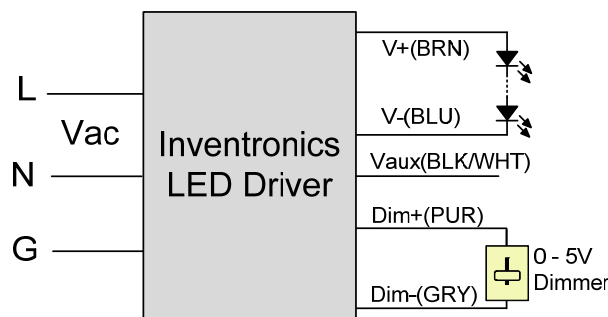 L
Vac
N
G
Inventronics
LED Driver
V+(BRN)
V-(BLU)
Vaux(BLK/WHT)
Dim+(PUR)
Dim-(GRY)
0 - 5V
Dimmer